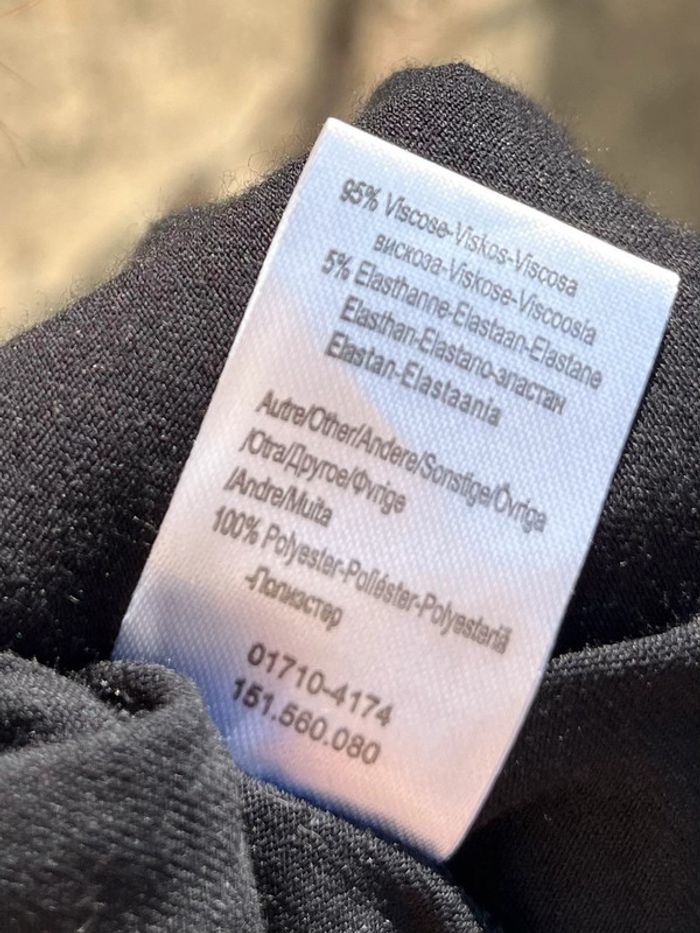 95% Viscose-Viskos-Viscosa
вискоза-Viskose-Viscoosia
5% Elasthanne-Elastaan-Elastane
Elasthan-Elastano-эластан
Elastan-Elastaania
Autre/Other/Andere/Sonstige/Övriga
/Otra/Другое/Фvrige
/Andre/Muita
100% Polyester-Poliéster-Polyesteriä
-Полиэстер
01710-4174
151.560.080